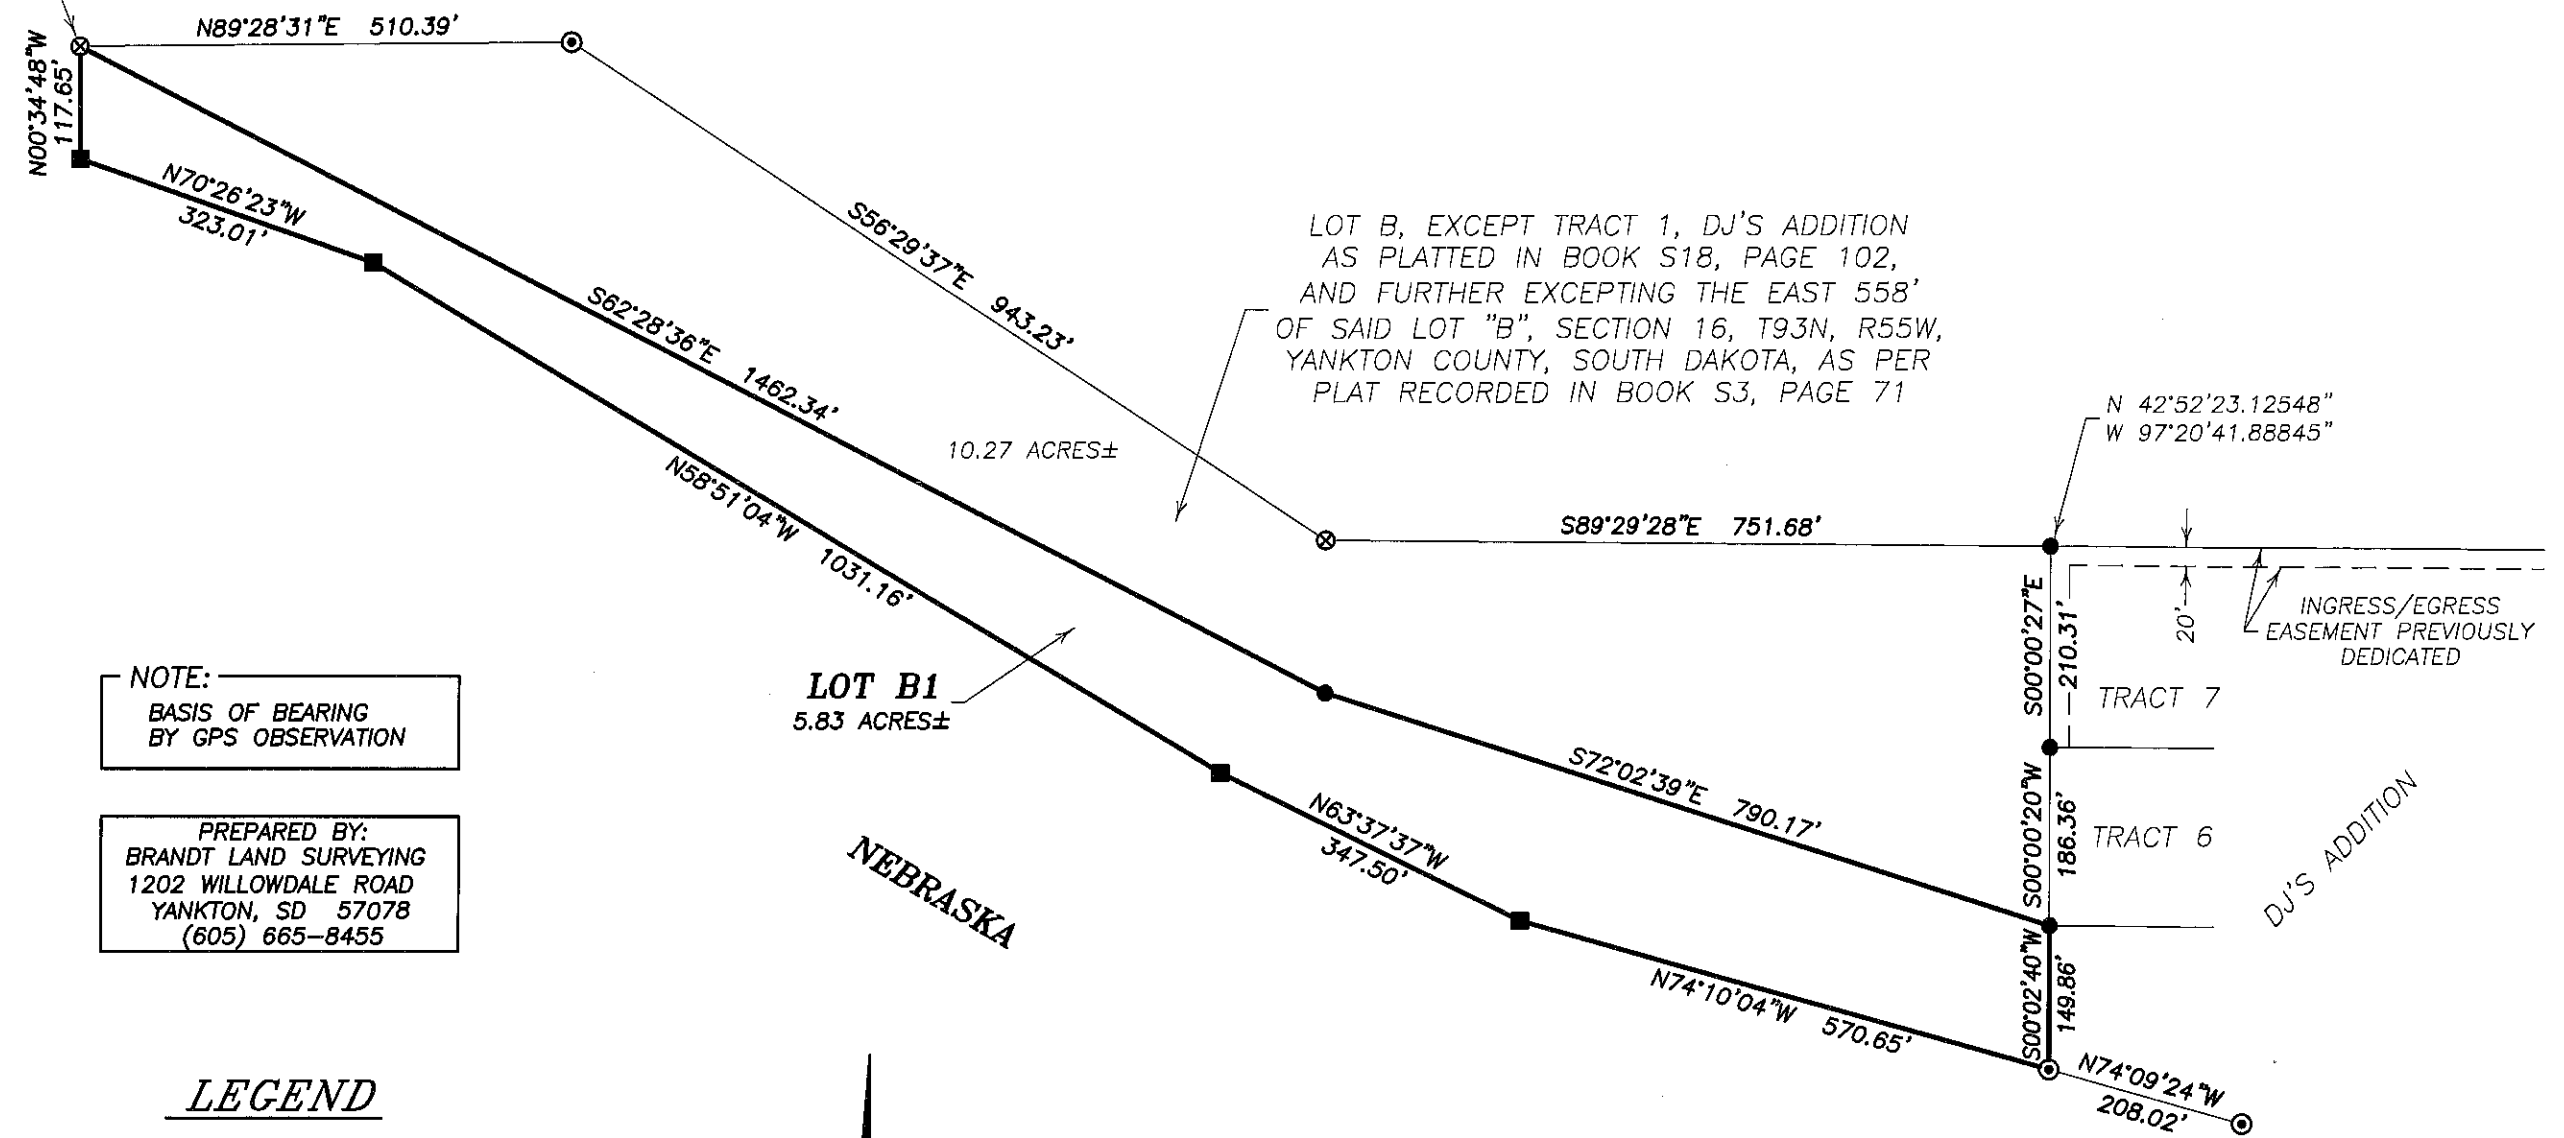 N89°28'31"E 510.39'
N00°34'48"W
117.65'
N70°26'23"W
323.01'
S56°29'37"E 943.23'
S62°28'36"E 1462.34'
N58°51'04"W 1031.16'
10.27 ACRES±
LOT B, EXCEPT TRACT 1, DJ'S ADDITION
AS PLATTED IN BOOK S18, PAGE 102,
AND FURTHER EXCEPTING THE EAST 558'
OF SAID LOT "B", SECTION 16, T93N, R55W,
YANKTON COUNTY, SOUTH DAKOTA, AS PER
PLAT RECORDED IN BOOK S3, PAGE 71
N 42°52'23.12548"
W 97°20'41.88845"
S89°29'28"E 751.68'
S00°00'27"E
210.31'
20'
INGRESS/EGRESS
EASEMENT PREVIOUSLY
DEDICATED
TRACT 7
LOT B1
5.83 ACRES±
NOTE:
BASIS OF BEARING
BY GPS OBSERVATION
S72°02'39"E 790.17'
S00°00'20"W
186.36'
TRACT 6
DJ'S ADDITION
N63°37'37"W
347.50'
PREPARED BY:
BRANDT LAND SURVEYING
1202 WILLOWDALE ROAD
YANKTON, SD 57078
(605) 665-8455
NEBRASKA
N74°10'04"W 570.65'
S00°02'40"W
149.86'
N74°09'24"W
208.02'
LEGEND